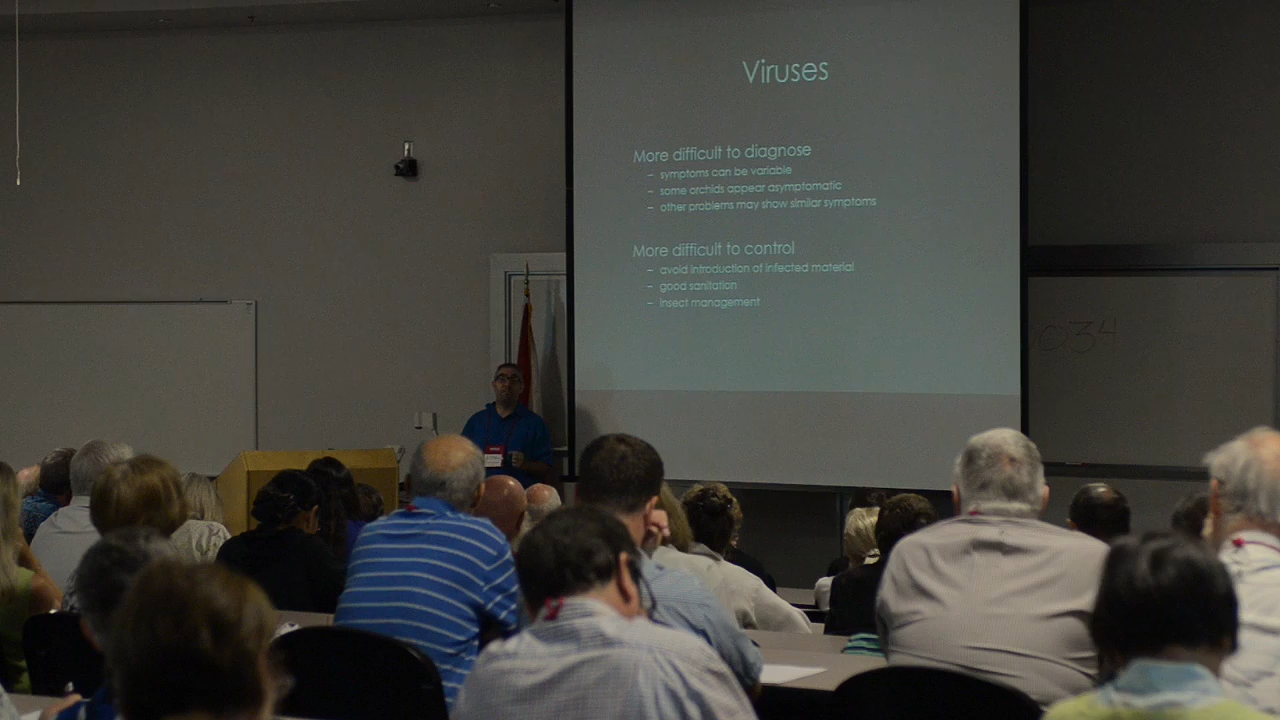 Viruses
More difficult to diagnose
– symptoms can be variable
– some orchids appear asymptomatic
– other problems may show similar symptoms
More difficult to control
– avoid introduction of infected material
– good sanitation
– insect management